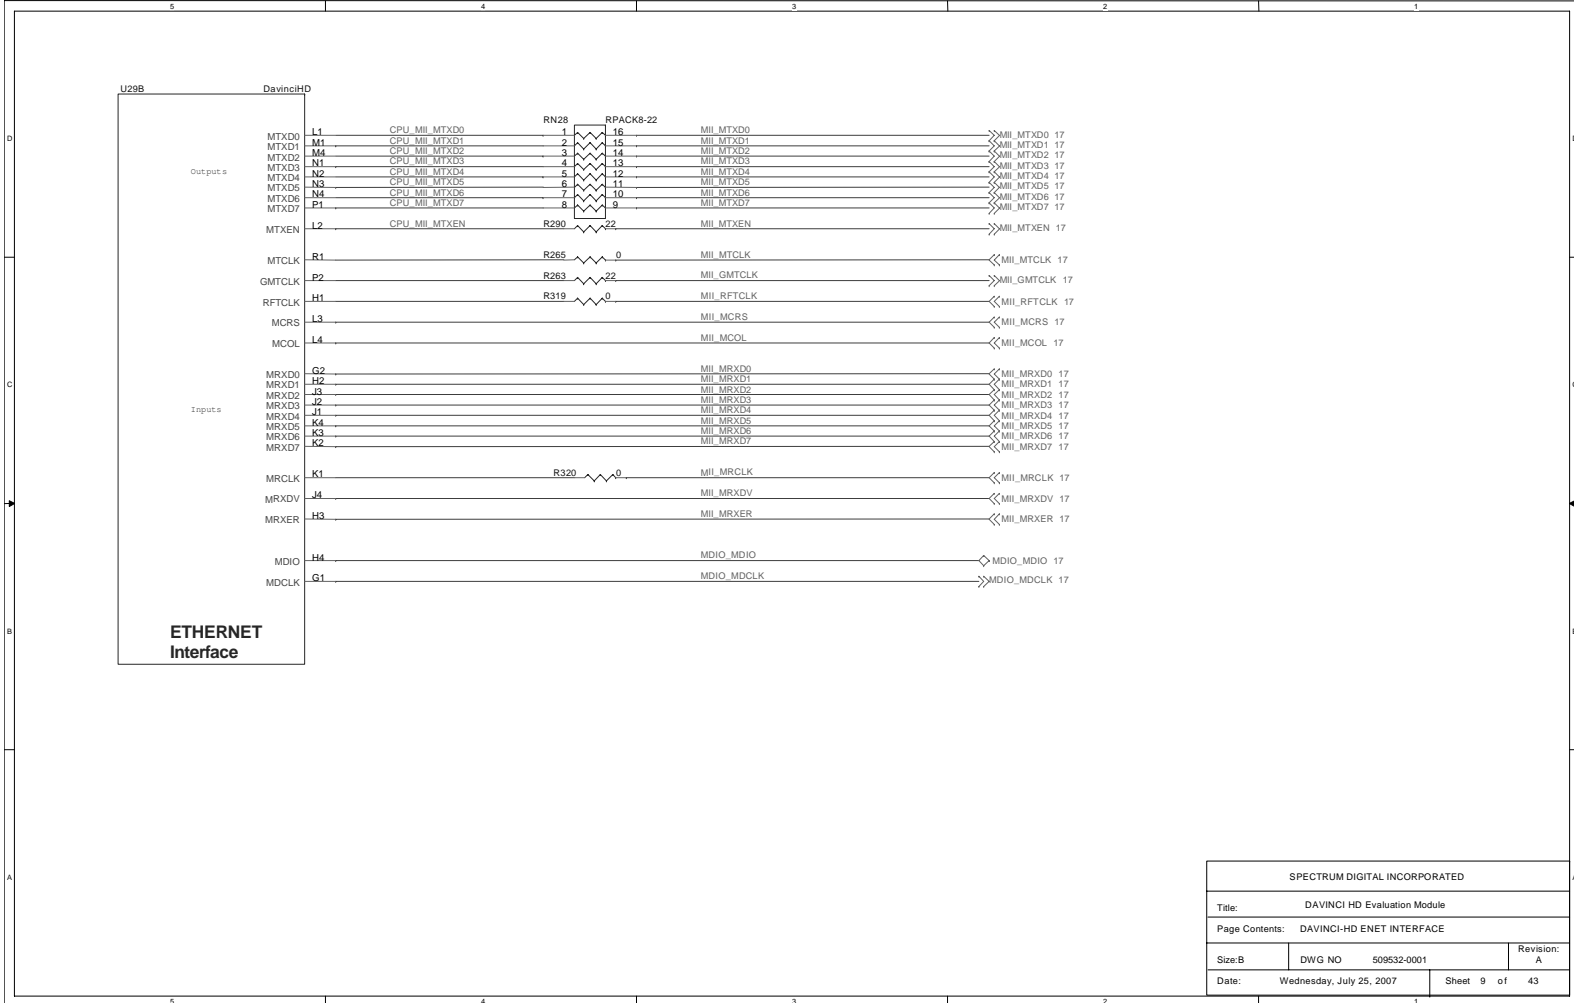 5 4 3 2 1
U29B DavinciHD
RN28 RPACK8-22
D
MTXD0 L1 CPU_MII_MTXD0 1 16 MII_MTXD0 MII_MTXD0 17
MTXD1 M1 CPU_MII_MTXD1 2 15 MII_MTXD1 MII_MTXD1 17
MTXD2 M4 CPU_MII_MTXD2 3 14 MII_MTXD2 MII_MTXD2 17
MTXD3 N1 CPU_MII_MTXD3 4 13 MII_MTXD3 MII_MTXD3 17
Outputs
MTXD4 N2 CPU_MII_MTXD4 5 12 MII_MTXD4 MII_MTXD4 17
MTXD5 N3 CPU_MII_MTXD5 6 11 MII_MTXD5 MII_MTXD5 17
MTXD6 N4 CPU_MII_MTXD6 7 10 MII_MTXD6 MII_MTXD6 17
MTXD7 P1 CPU_MII_MTXD7 8 9 MII_MTXD7 MII_MTXD7 17
MTXEN L2 CPU_MII_MTXEN R290 22 MII_MTXEN MII_MTXEN 17
MTCLK R1 R265 0 MII_MTCLK MII_MTCLK 17
GMTCLK P2 R263 22 MII_GMTCLK MII_GMTCLK 17
RFTCLK H1 R319 0 MII_RFTCLK MII_RFTCLK 17
MCRS L3 MII_MCRS MII_MCRS 17
MCOL L4 MII_MCOL MII_MCOL 17
C
MRXD0 G2 MII_MRXD0 MII_MRXD0 17
MRXD1 H2 MII_MRXD1 MII_MRXD1 17
MRXD2 J3 MII_MRXD2 MII_MRXD2 17
MRXD3 J2 MII_MRXD3 MII_MRXD3 17
Inputs
MRXD4 J1 MII_MRXD4 MII_MRXD4 17
MRXD5 K4 MII_MRXD5 MII_MRXD5 17
MRXD6 K3 MII_MRXD6 MII_MRXD6 17
MRXD7 K2 MII_MRXD7 MII_MRXD7 17
MRCLK K1 R320 0 MII_MRCLK MII_MRCLK 17
MRXDV J4 MII_MRXDV MII_MRXDV 17
MRXER H3 MII_MRXER MII_MRXER 17
MDIO H4 MDIO_MDIO MDIO_MDIO 17
MDCLK G1 MDIO_MDCLK MDIO_MDCLK 17
B
ETHERNET
Interface
A
SPECTRUM DIGITAL INCORPORATED
Title: DAVINCI HD Evaluation Module
Page Contents: DAVINCI-HD ENET INTERFACE
Size:B DWG NO 509532-0001 Revision: A
Date: Wednesday, July 25, 2007 Sheet 9 of 43
5 4 3 2 1